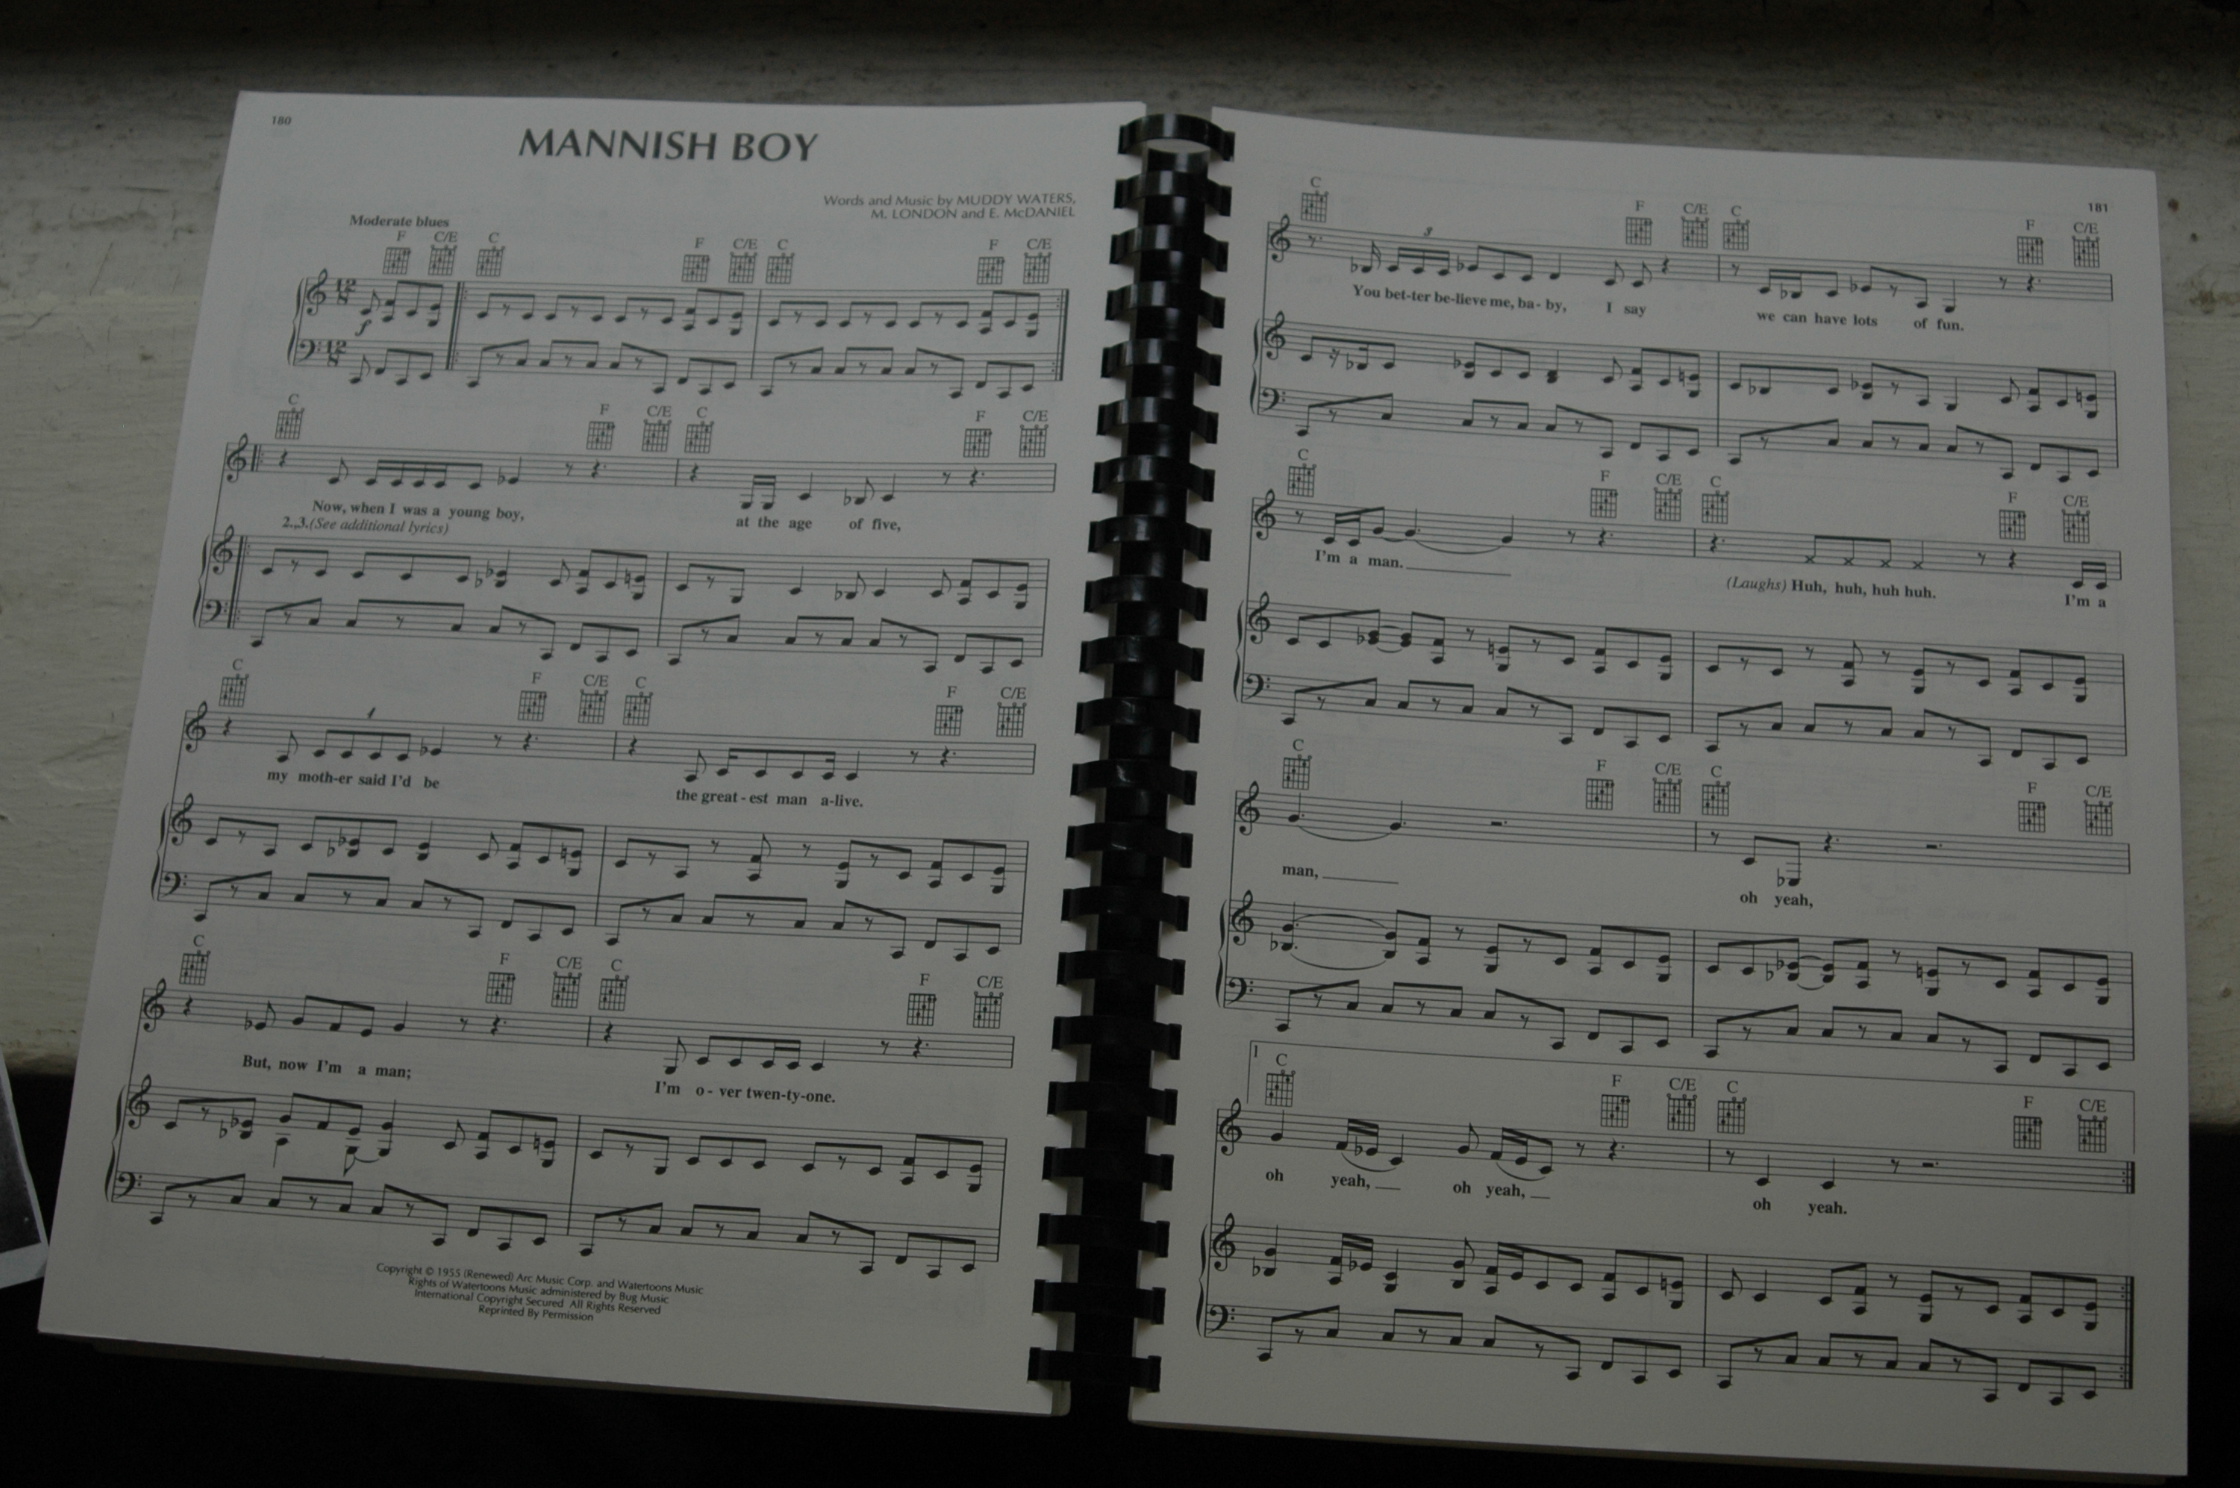 180
MANNISH BOY
Words and Music by MUDDY WATERS,
M. LONDON and E. McDANIEL
Moderate blues
F C/E C F C/E C F C/E
f
C F C/E C F C/E
Now, when I was a young boy, at the age of five,
2.,3.(See additional lyrics)
C F C/E C F C/E
my moth-er said I'd be the great - est man a-live.
C F C/E C F C/E
But, now I'm a man; I'm o - ver twen-ty-one.
Copyright © 1955 (Renewed) Arc Music Corp. and Watertoons Music
Rights of Watertoons Music administered by Bug Music
International Copyright Secured All Rights Reserved
Reprinted By Permission
181
C F C/E C F C/E
3
You bet-ter be-lieve me, ba - by, I say we can have lots of fun.
C F C/E C F C/E
I'm a man. (Laughs) Huh, huh, huh huh. I'm a
C F C/E C F C/E
man, oh yeah,
1
C F C/E C F C/E
oh yeah, oh yeah, oh yeah.